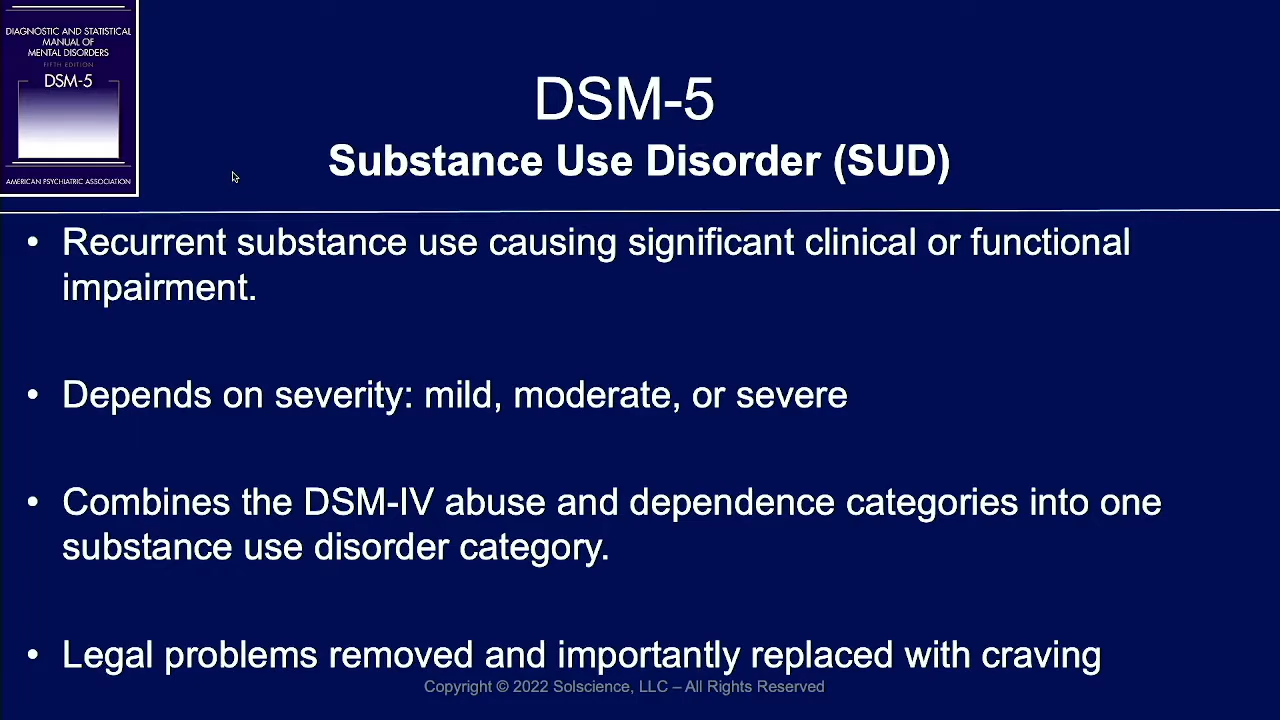 DIAGNOSTIC AND STATISTICAL
MANUAL OF
MENTAL DISORDERS
FIFTH EDITION
DSM-5
AMERICAN PSYCHIATRIC ASSOCIATION
DSM-5
Substance Use Disorder (SUD)
• Recurrent substance use causing significant clinical or functional
impairment.
• Depends on severity: mild, moderate, or severe
• Combines the DSM-IV abuse and dependence categories into one
substance use disorder category.
• Legal problems removed and importantly replaced with craving
Copyright © 2022 Solscience, LLC – All Rights Reserved